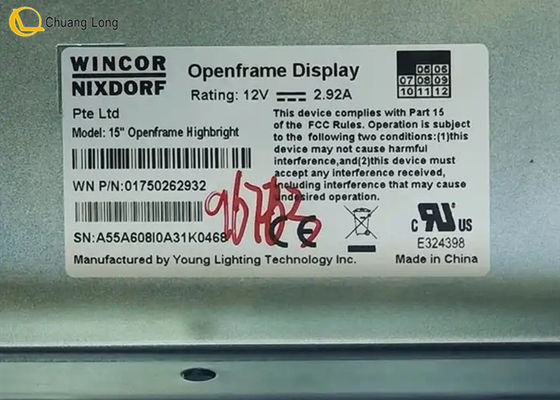 Chuang Long
WINCOR
NIXDORF
Pte Ltd
Openframe Display
Rating: 12V 2.92A
05 06
07 08 09
10 11 12
Model: 15" Openframe Highbright
This device complies with Part 15
of the FCC Rules. Operation is subject
to the following two conditions:(1)this
device may not cause harmful
interference,and(2)this device must
accept any interference received,
including interference that may cause
undesired operation.
WN P/N:01750262932
SN:A55A608I0A31K0468
CE
C US
E324398
Manufactured by Young Lighting Technology Inc.
Made in China